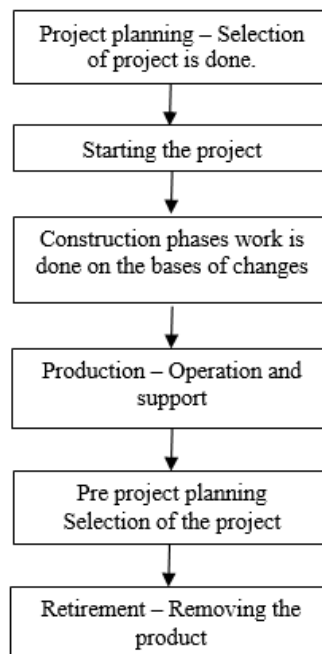 Project planning – Selection
of project is done.
Starting the project
Construction phases work is
done on the bases of changes
Production – Operation and
support
Pre project planning
Selection of the project
Retirement – Removing the
product